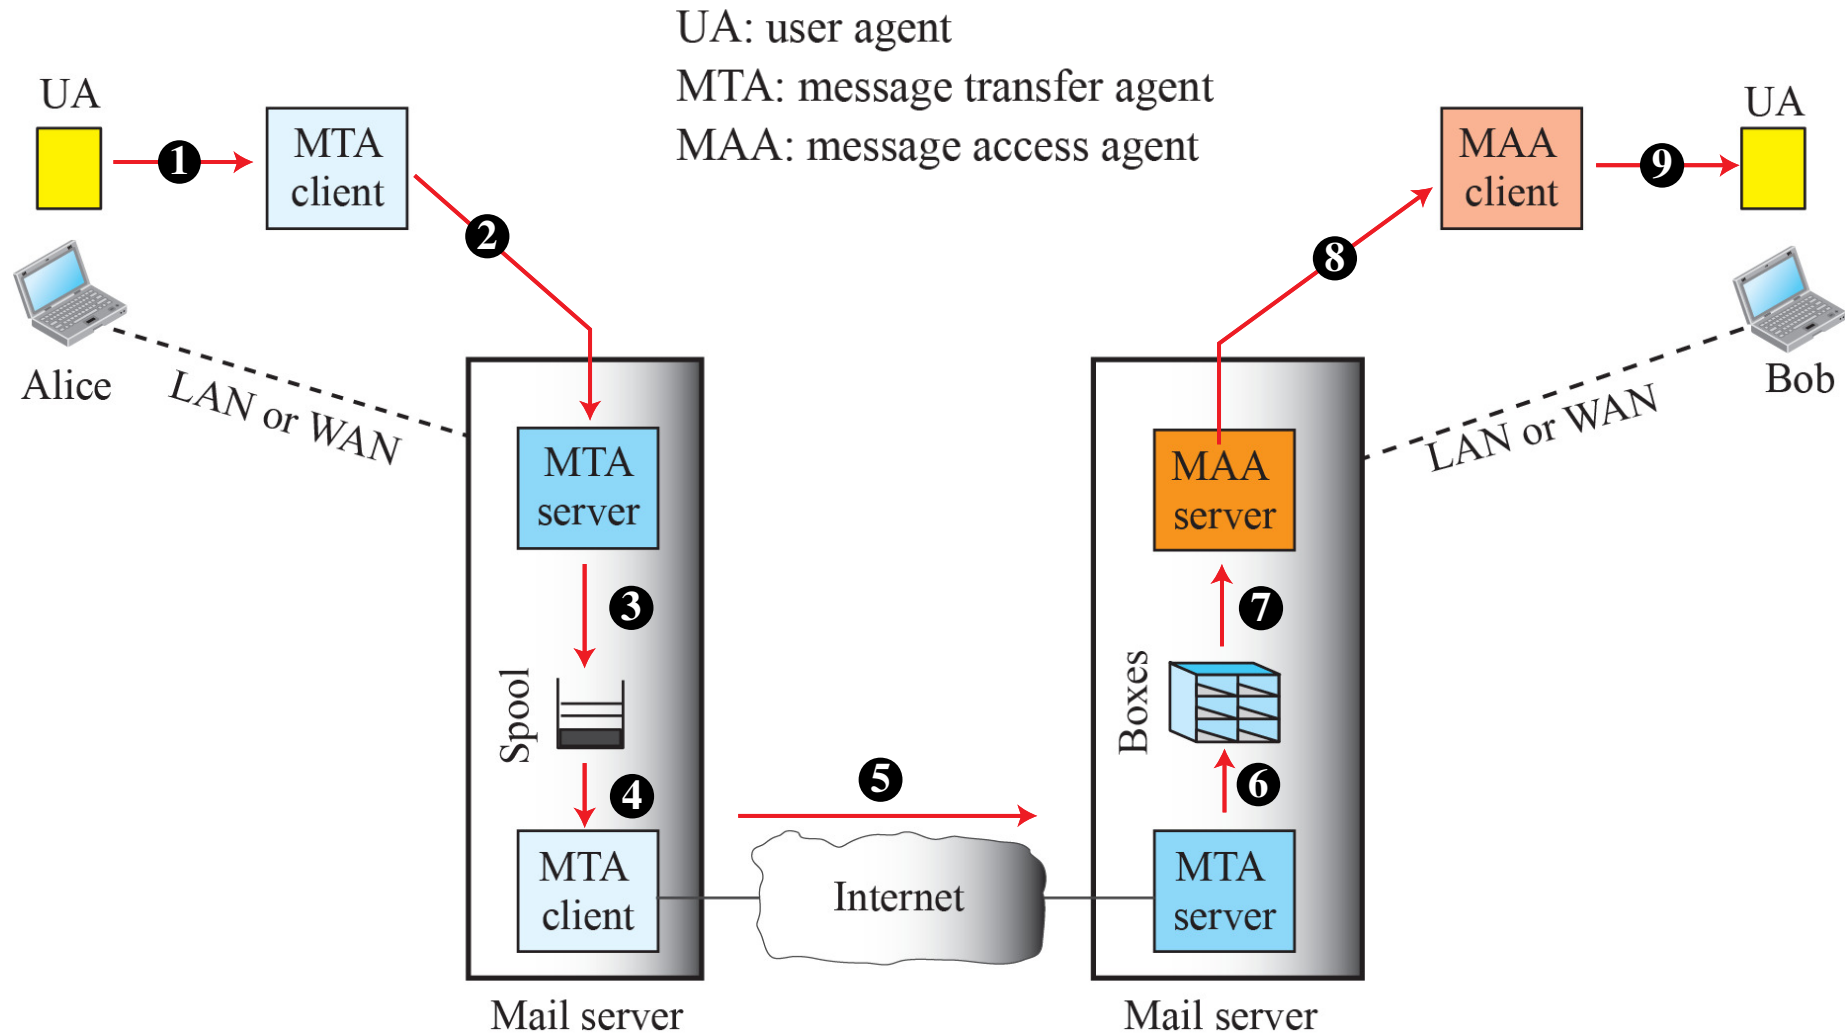 UA: user agent
MTA: message transfer agent
MAA: message access agent
UA
1
MTA
client
2
Alice
LAN or WAN
MTA
server
3
Spool
4
MTA
client
Mail server
5
Internet
MTA
server
6
Boxes
7
MAA
server
Mail server
8
MAA
client
9
UA
Bob
LAN or WAN